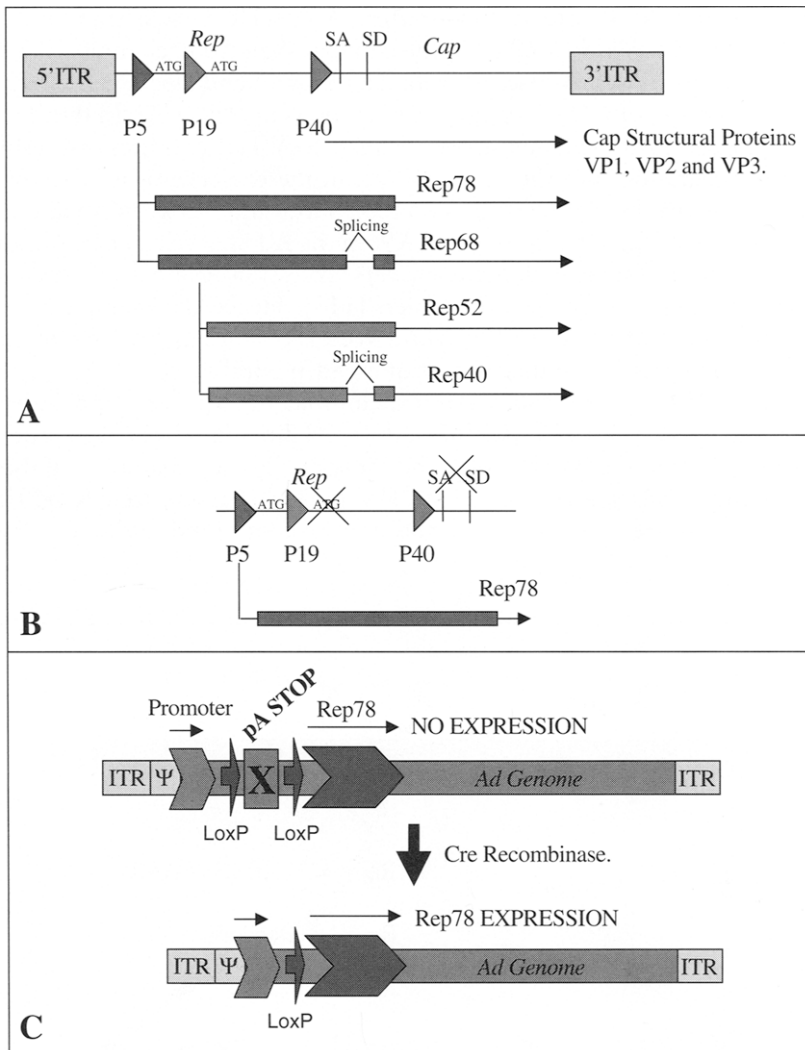 Rep
SA SD
Cap
5'ITR
ATG
ATG
3'ITR
P5 P19 P40
Cap Structural Proteins
VP1, VP2 and VP3.
Rep78
Splicing
Rep68
Rep52
Splicing
Rep40
A
SA SD
Rep
ATG
ATG
P5 P19 P40
Rep78
B
pA STOP
Promoter
Rep78
NO EXPRESSION
ITR Ψ X Ad Genome ITR
LoxP LoxP
Cre Recombinase.
Rep78 EXPRESSION
ITR Ψ Ad Genome ITR
LoxP
C